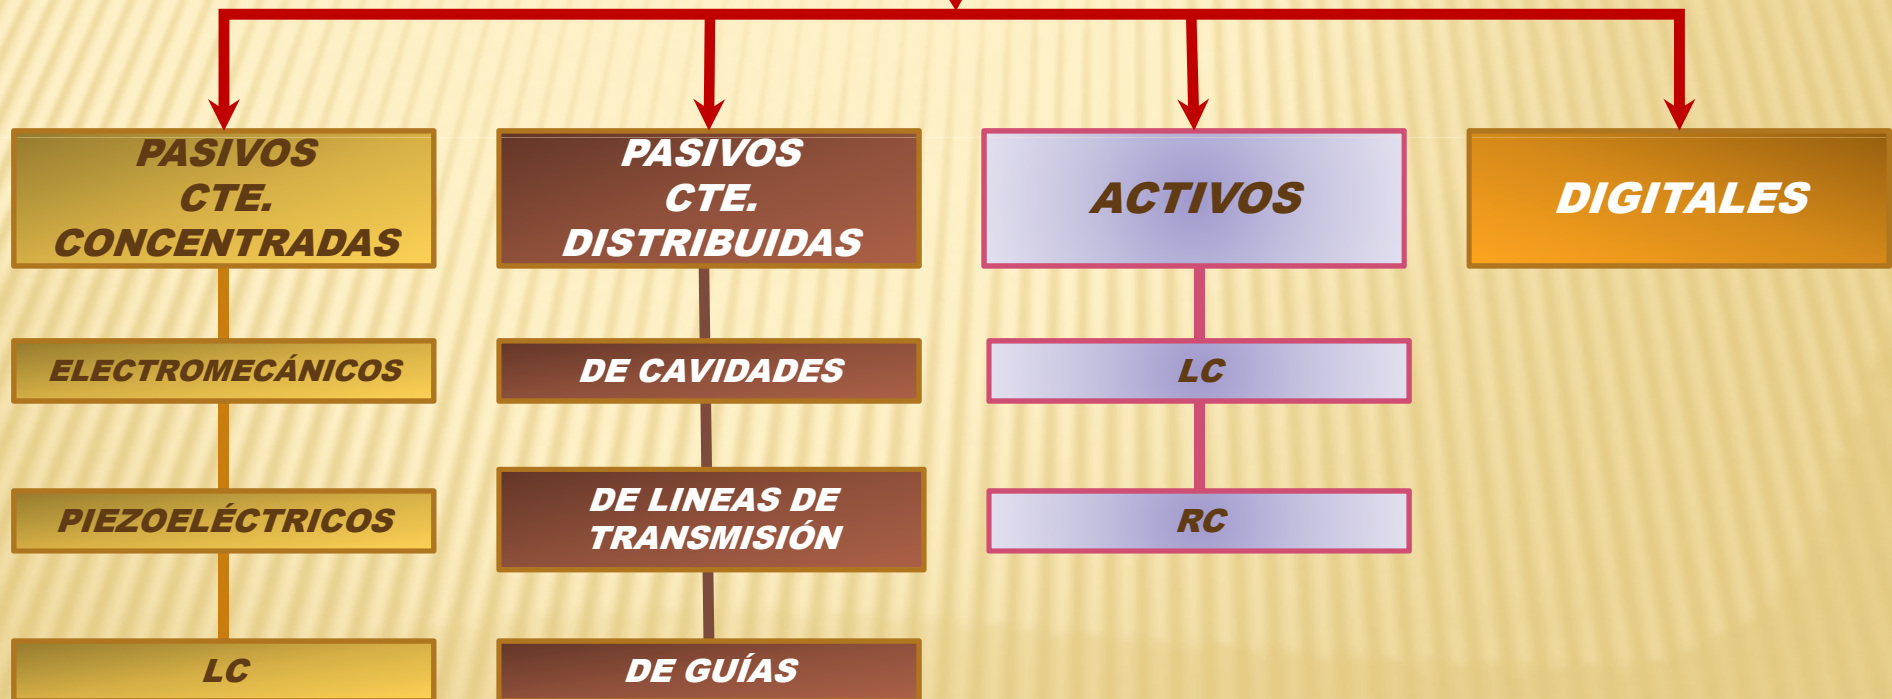 PASIVOS
CTE.
CONCENTRADAS
ELECTROMECÁNICOS
PIEZOELÉCTRICOS
LC
PASIVOS
CTE.
DISTRIBUIDAS
DE CAVIDADES
DE LINEAS DE
TRANSMISIÓN
DE GUÍAS
ACTIVOS
LC
RC
DIGITALES